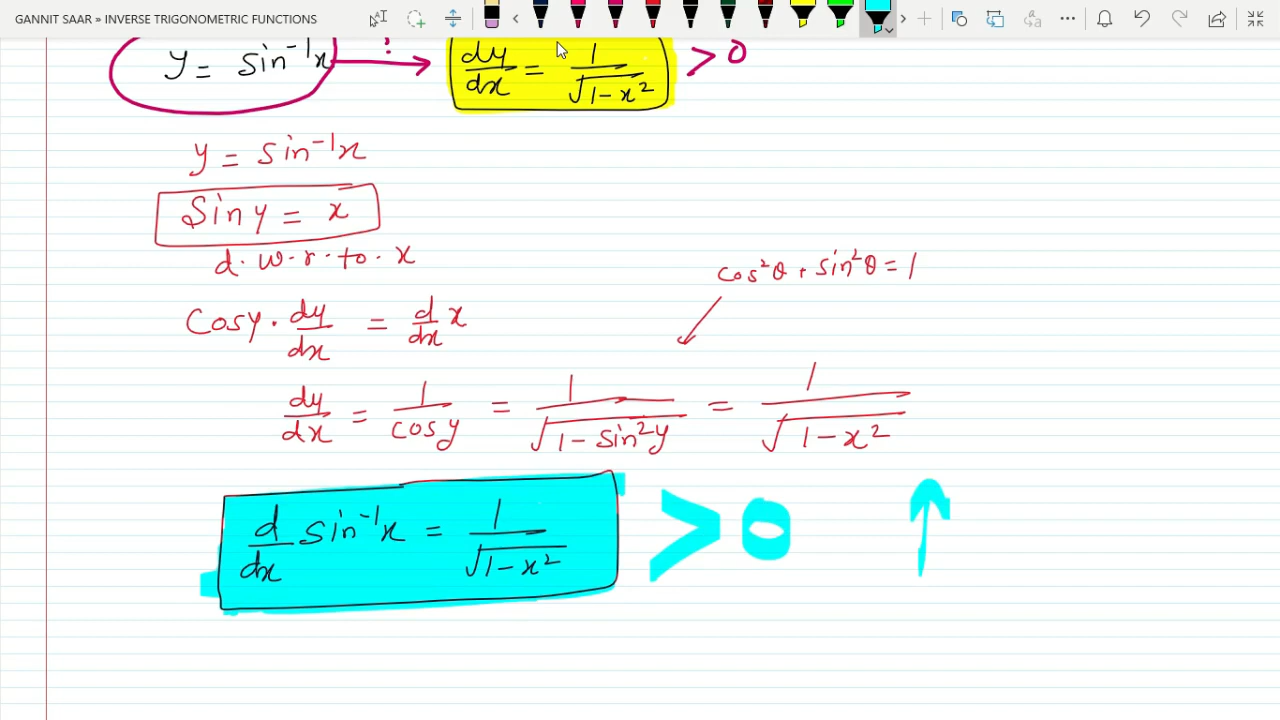 GANNIT SAAR » INVERSE TRIGONOMETRIC FUNCTIONS
y = sin⁻¹x ? → dy/dx = 1/√(1-x²) > 0
y = sin⁻¹x
Sin y = x
d. w.r.to. x
cos²θ + sin²θ = 1
Cosy · dy/dx = d/dx x
dy/dx = 1/cosy = 1/√(1-sin²y) = 1/√(1-x²)
d/dx sin⁻¹x = 1/√(1-x²) > 0 ↑